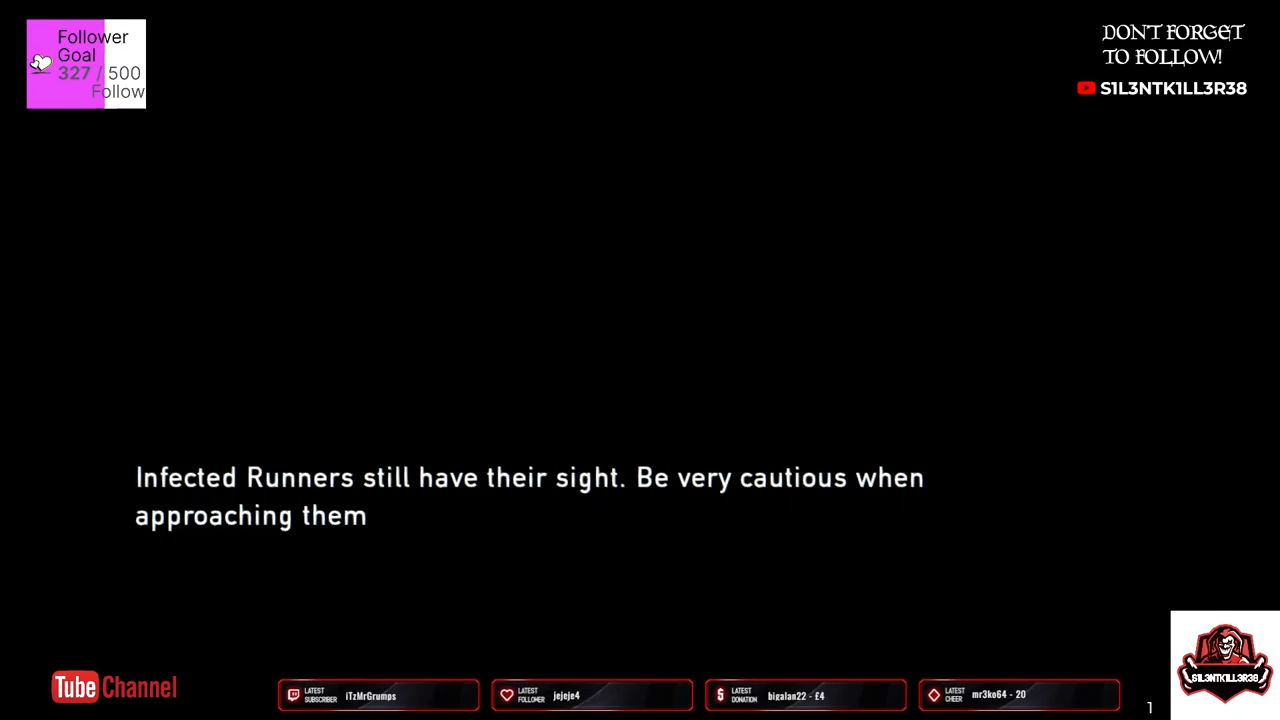 Follower
Goal
327 / 500
Follow
DON'T FORGET
TO FOLLOW!
S1L3NTK1LL3R38
Infected Runners still have their sight. Be very cautious when
approaching them
Tube Channel
LATEST
SUBSCRIBER
iTzMrGrumps
LATEST
FOLLOWER
jejeje4
$
LATEST
DONATION
bigalan22 - £4
LATEST
CHEER
mr3ko64 - 20
1
S1L3NTK1LL3R38